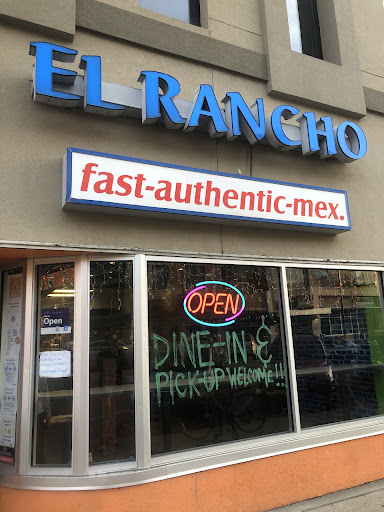 EL RANCHO
fast-authentic-mex.
OPEN
Open
DINE-IN &
PICK-UP WELCOME!!